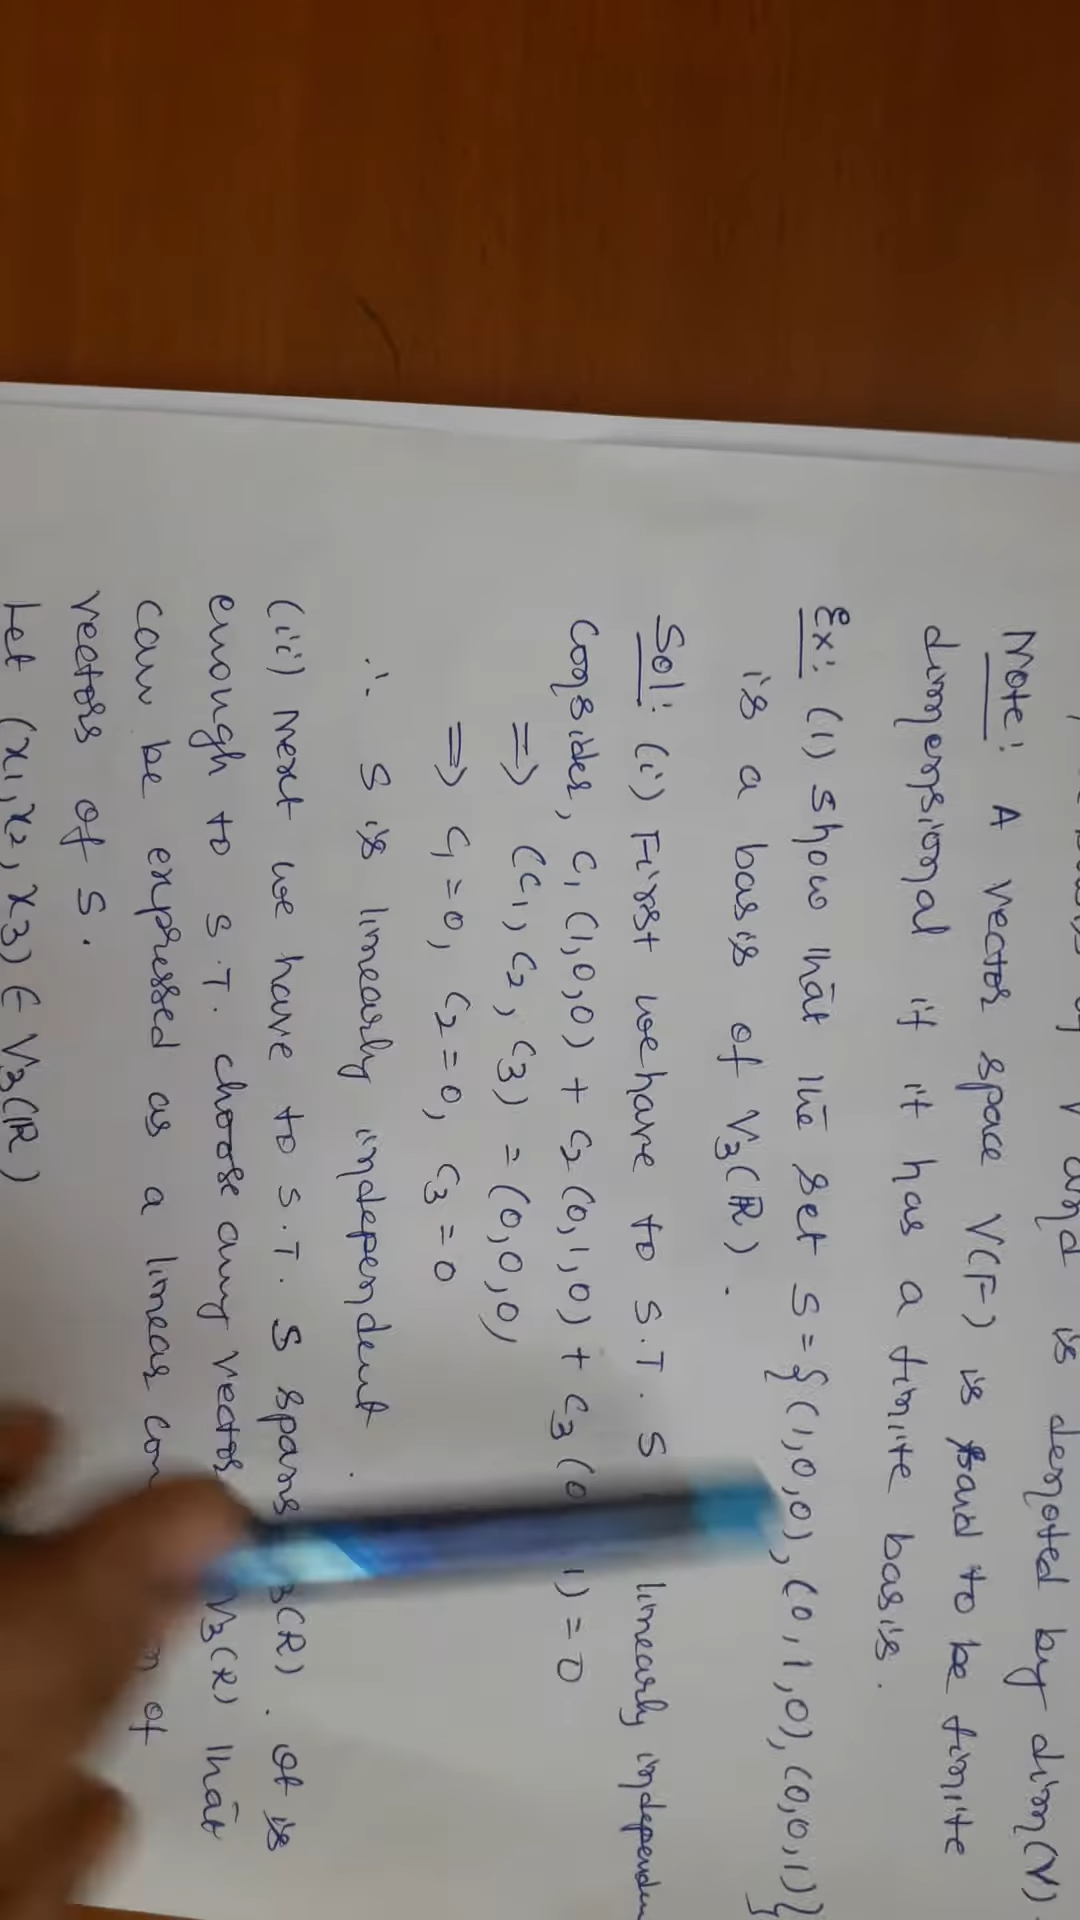 V and is denoted by dim(V).
Note: A vector space V(F) is said to be finite
dimensional if it has a finite basis.
Ex: (1) show that the set S = {(1,0,0), (0,1,0), (0,0,1)}
is a basis of V₃(R).
Sol: (i) First we have to S.T. S linearly
Consider, c₁(1,0,0) + c₂(0,1,0) + c₃(0 1) = 0
⇒ (c₁, c₂, c₃) = (0,0,0)
⇒ c₁=0, c₂=0, c₃=0
∴ S is linearly independent.
(ii) Next we have to S.T. S spans ₃(R). It is
enough to S.T. choose any vector V₃(R) that
can be expressed as a linear of
vectors of S.
Let (x₁, x₂, x₃) ∈ V₃(R)